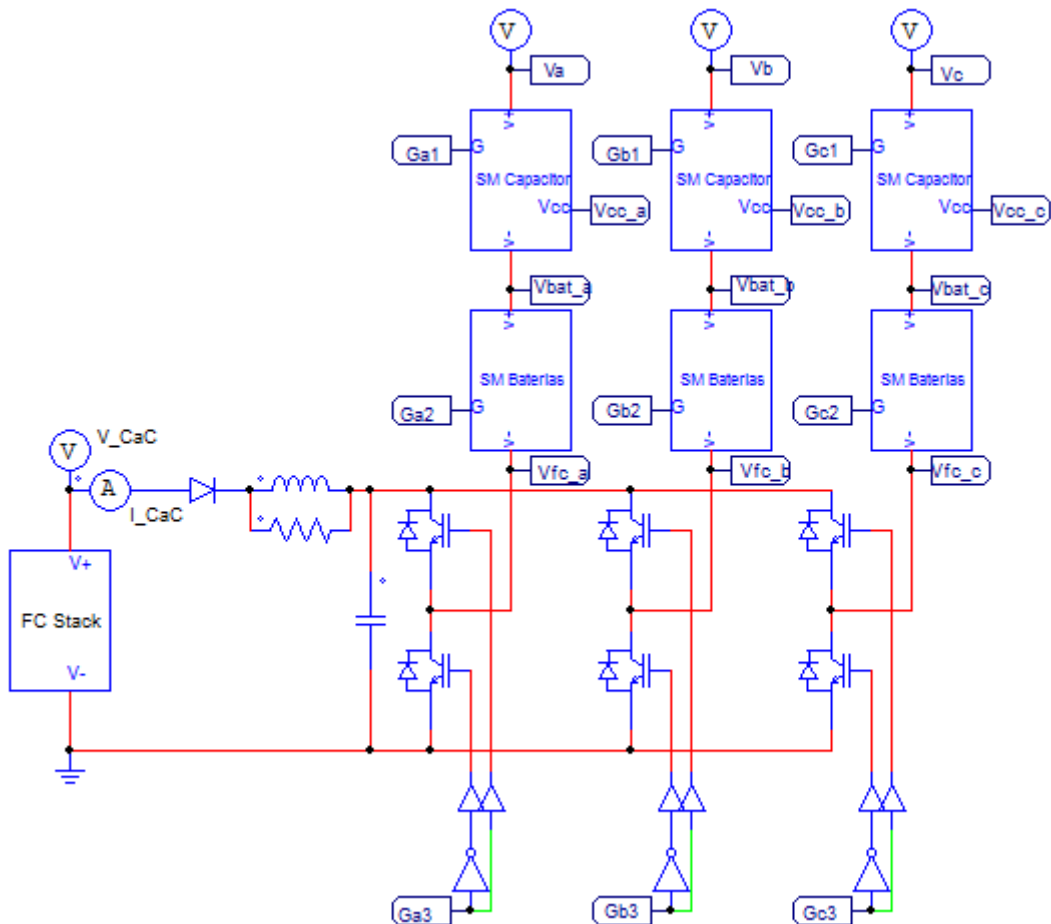 V V V
Va Vb Vc
V+ V+ V+
Ga1 G Gb1 G Gc1 G
SM Capacitor SM Capacitor SM Capacitor
Vcc Vcc_a Vcc Vcc_b Vcc Vcc_c
V- V- V-
Vbat_a Vbat_b Vbat_c
V+ V+ V+
SM Baterias SM Baterias SM Baterias
Ga2 G Gb2 G Gc2 G
V- V- V-
V V_CaC
Vfc_a Vfc_b Vfc_c
A
I_CaC
V+
FC Stack
V-
Ga3 Gb3 Gc3